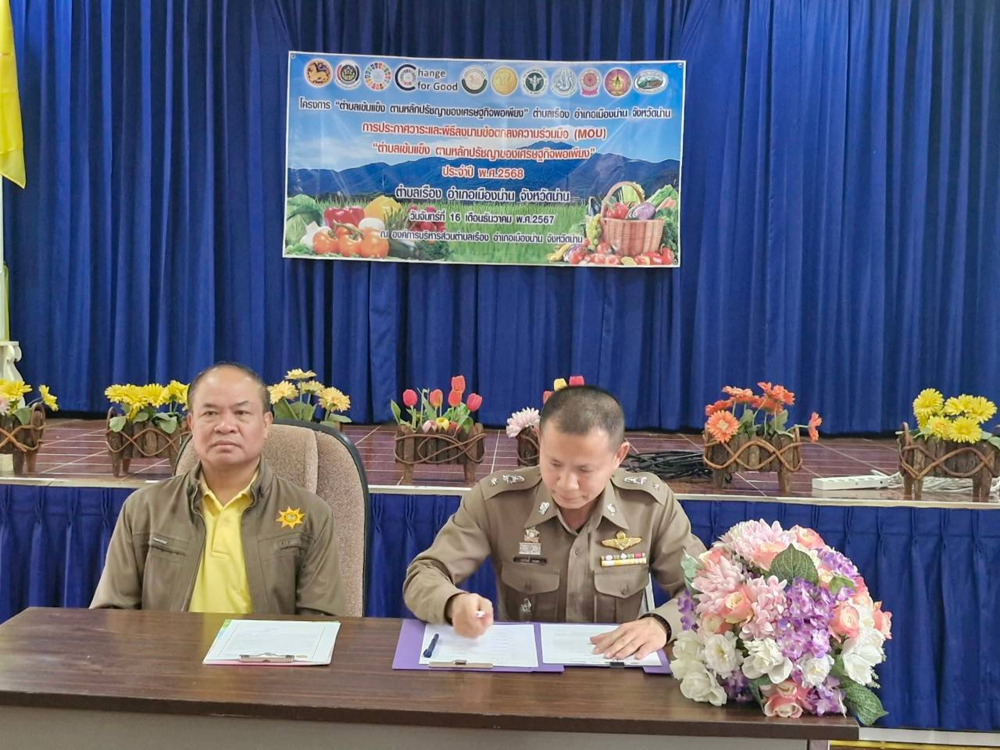 Change
for Good
โครงการ “ตำบลเข้มแข็ง ตามหลักปรัชญาของเศรษฐกิจพอเพียง” ตำบลเรือง อำเภอเมืองน่าน จังหวัดน่าน
การประกาศวาระและพิธีลงนามข้อตกลงความร่วมมือ (MOU)
“ตำบลเข้มแข็ง ตามหลักปรัชญาของเศรษฐกิจพอเพียง”
ประจำปี พ.ศ.2568
ตำบลเรือง อำเภอเมืองน่าน จังหวัดน่าน
วันจันทร์ที่ 16 เดือนธันวาคม พ.ศ.2567
ณ องค์การบริหารส่วนตำบลเรือง อำเภอเมืองน่าน จังหวัดน่าน